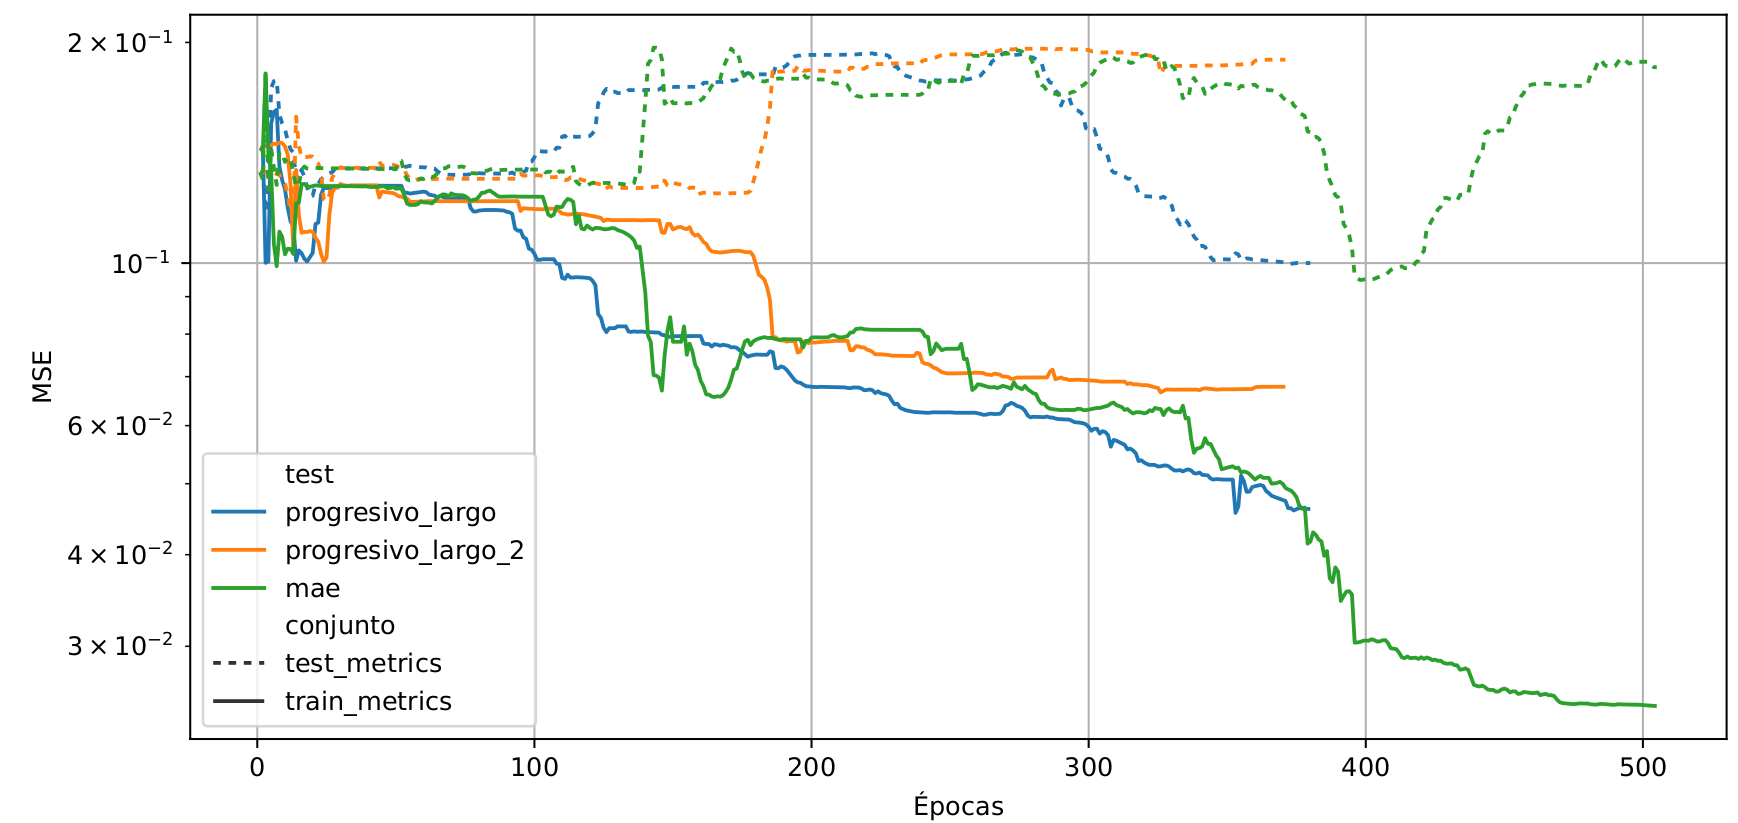 2 × 10⁻¹
10⁻¹
6 × 10⁻²
4 × 10⁻²
3 × 10⁻²
MSE
test
progresivo_largo
progresivo_largo_2
mae
conjunto
test_metrics
train_metrics
0 100 200 300 400 500
Épocas